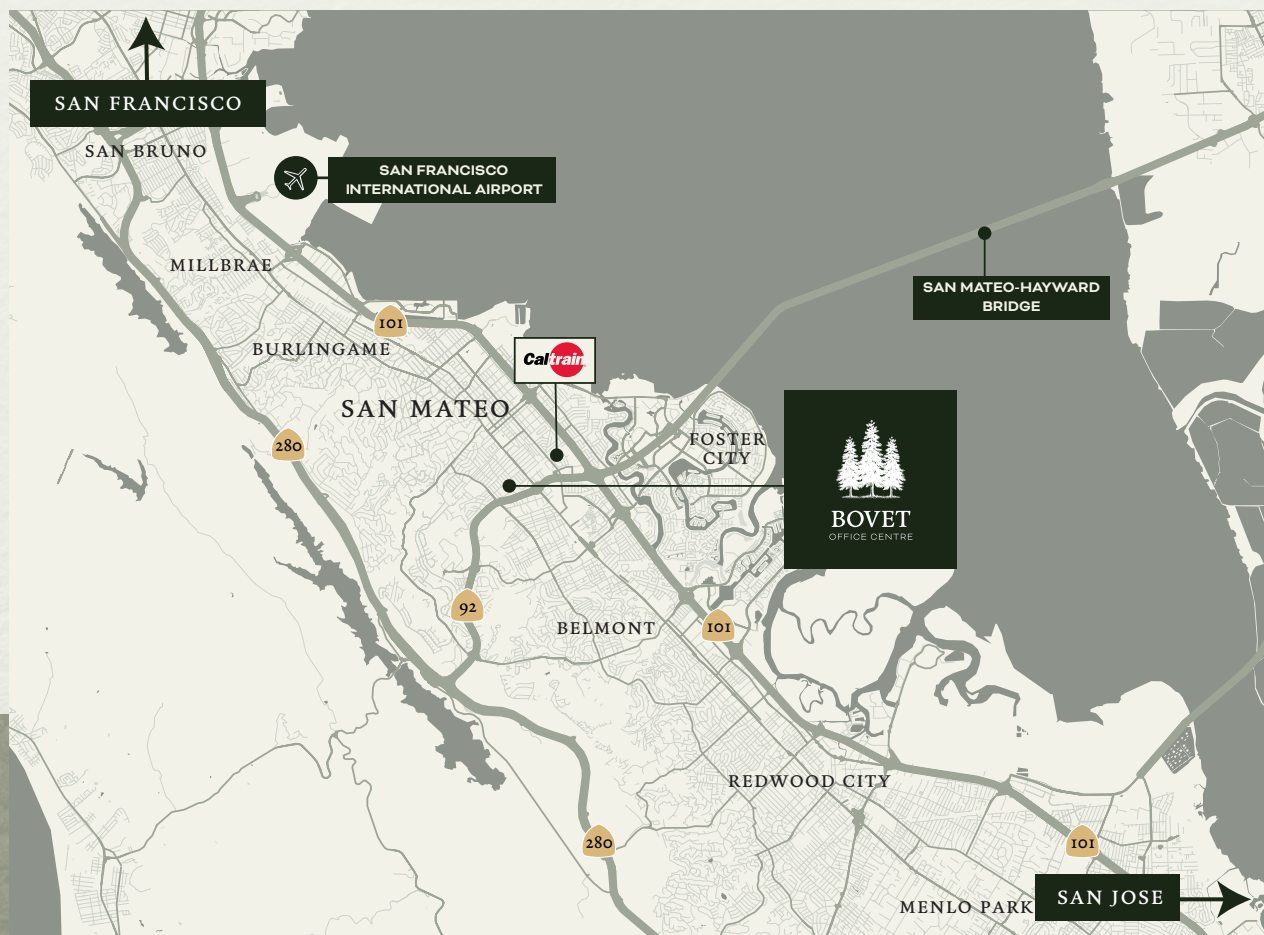 SAN FRANCISCO
SAN BRUNO
SAN FRANCISCO
INTERNATIONAL AIRPORT
MILLBRAE
SAN MATEO-HAYWARD
BRIDGE
101
BURLINGAME
Caltrain
SAN MATEO
280
FOSTER
CITY
BOVET
OFFICE CENTRE
92
BELMONT
101
REDWOOD CITY
280
101
MENLO PARK
SAN JOSE